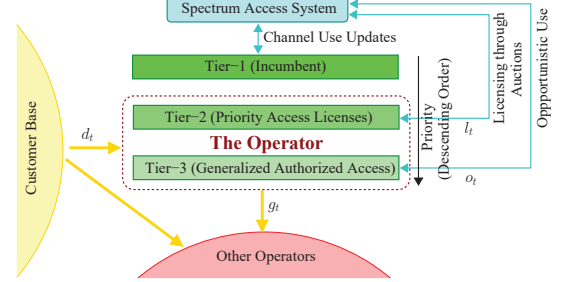 Spectrum Access System
Channel Use Updates
Tier−1 (Incumbent)
Tier−2 (Priority Access Licenses)
The Operator
Tier−3 (Generalized Authorized Access)
Customer Base
d_t
g_t
l_t
o_t
Priority
(Descending Order)
Licensing through
Auctions
Oppportunistic Use
Other Operators